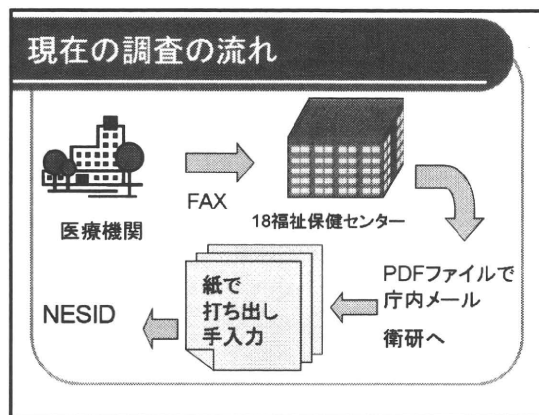 現在の調査の流れ
医療機関
FAX
18福祉保健センター
PDFファイルで
庁内メール
衛研へ
紙で
打ち出し
手入力
NESID